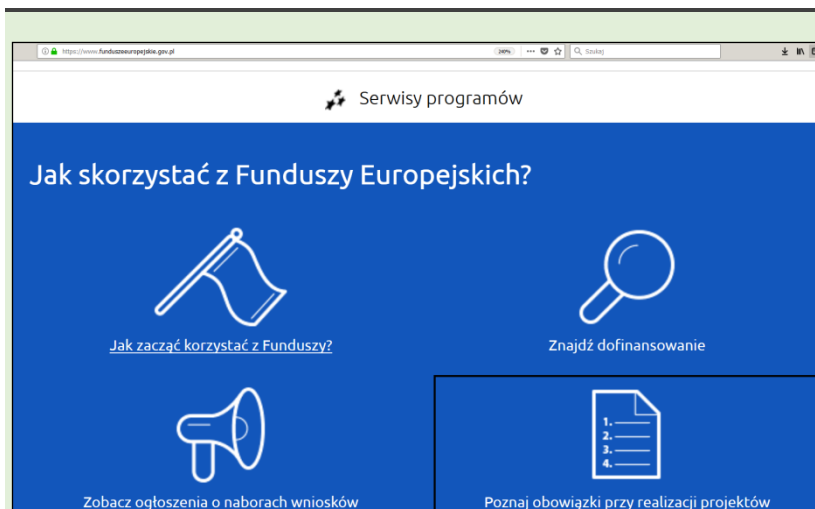 https://www.funduszeeuropejskie.gov.pl
240%
Szukaj
Serwisy programów
Jak skorzystać z Funduszy Europejskich?
Jak zacząć korzystać z Funduszy?
Znajdź dofinansowanie
1.
2.
3.
4.
Zobacz ogłoszenia o naborach wniosków
Poznaj obowiązki przy realizacji projektów